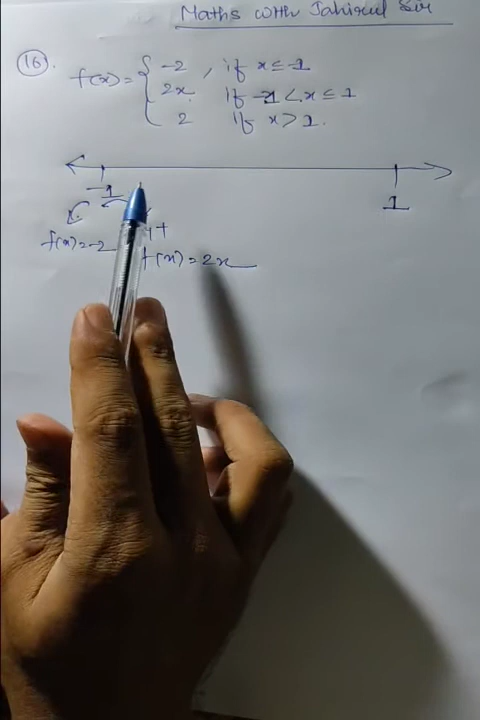 Maths with Jahirul Sir
(16). f(x) = { -2 , if x ≤ -1
2x. if -1 < x ≤ 1
2 if x > 1.
-1
1
f(x) = -2
f(x) = 2x